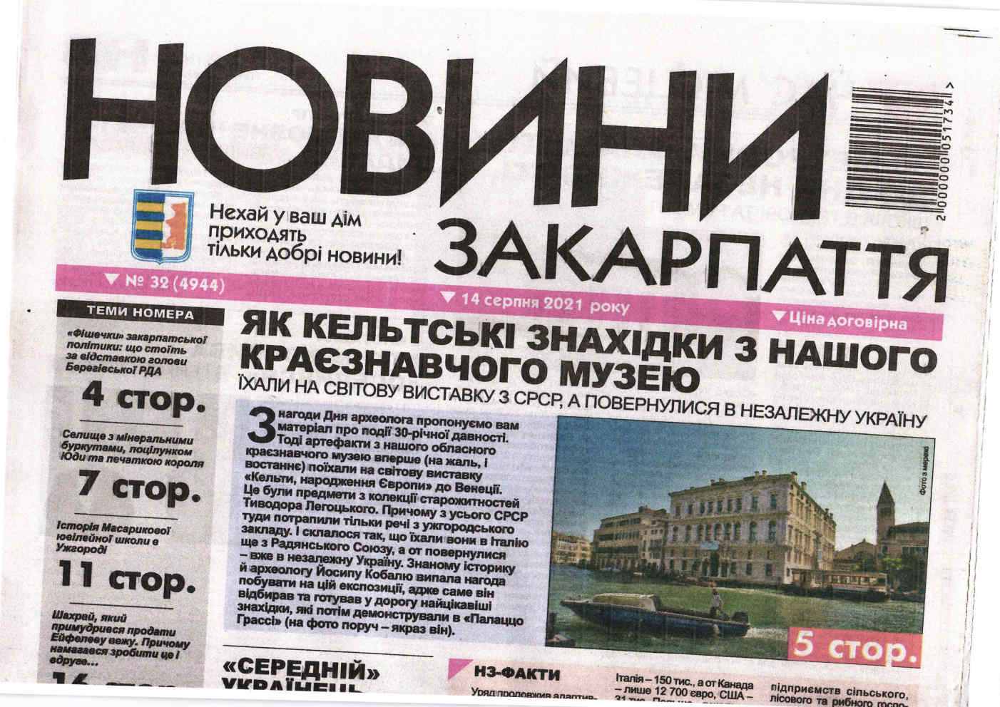 НОВИНИ
ЗАКАРПАТТЯ
2000000051734
Нехай у ваш дім
приходять
тільки добрі новини!
▼ № 32 (4944)
▼ 14 серпня 2021 року
▼ Ціна договірна
ТЕМИ НОМЕРА
«Фішечки» закарпатської
політики: що стоїть
за відставкою голови
Берегівської РДА
4 стор.
Селище з мінеральними
буркутами, поцілунком
Юди та печаткою короля
7 стор.
Історія Масарикової
ювілейної школи в
Ужгороді
11 стор.
Шахрай, який
примудрився продати
Ейфелеву вежу. Причому
намагався зробити це і
вдруге...
16 стор.
ЯК КЕЛЬТСЬКІ ЗНАХІДКИ З НАШОГО
КРАЄЗНАВЧОГО МУЗЕЮ
ЇХАЛИ НА СВІТОВУ ВИСТАВКУ З СРСР, А ПОВЕРНУЛИСЯ В НЕЗАЛЕЖНУ УКРАЇНУ
З нагоди Дня археолога пропонуємо вам
матеріал про події 30-річної давності.
Тоді артефакти з нашого обласного
краєзнавчого музею вперше (на жаль, і
востаннє) поїхали на світову виставку
«Кельти, народження Європи» до Венеції.
Це були предмети з колекції старожитностей
Тиводора Легоцького. Причому з усього СРСР
туди потрапили тільки речі з ужгородського
закладу. І склалося так, що їхали вони в Італію
ще з Радянського Союзу, а от повернулися
– вже в незалежну Україну. Знаному історику
й археологу Йосипу Кобалю випала нагода
побувати на цій експозиції, адже саме він
відбирав та готував у дорогу найцікавіші
знахідки, які потім демонстрували в «Палаццо
Грассі» (на фото поруч – якраз він).
Фото з мережі
5 стор.
«СЕРЕДНІЙ»
УКРАЇНЕЦЬ
НЗ-ФАКТИ
Уряд продовжив адаптив-
Італія – 150 тис., а от Канада
– лише 12 700 євро, США –
31 тис. Польща
підприємств сільського,
лісового та рибного госпо-